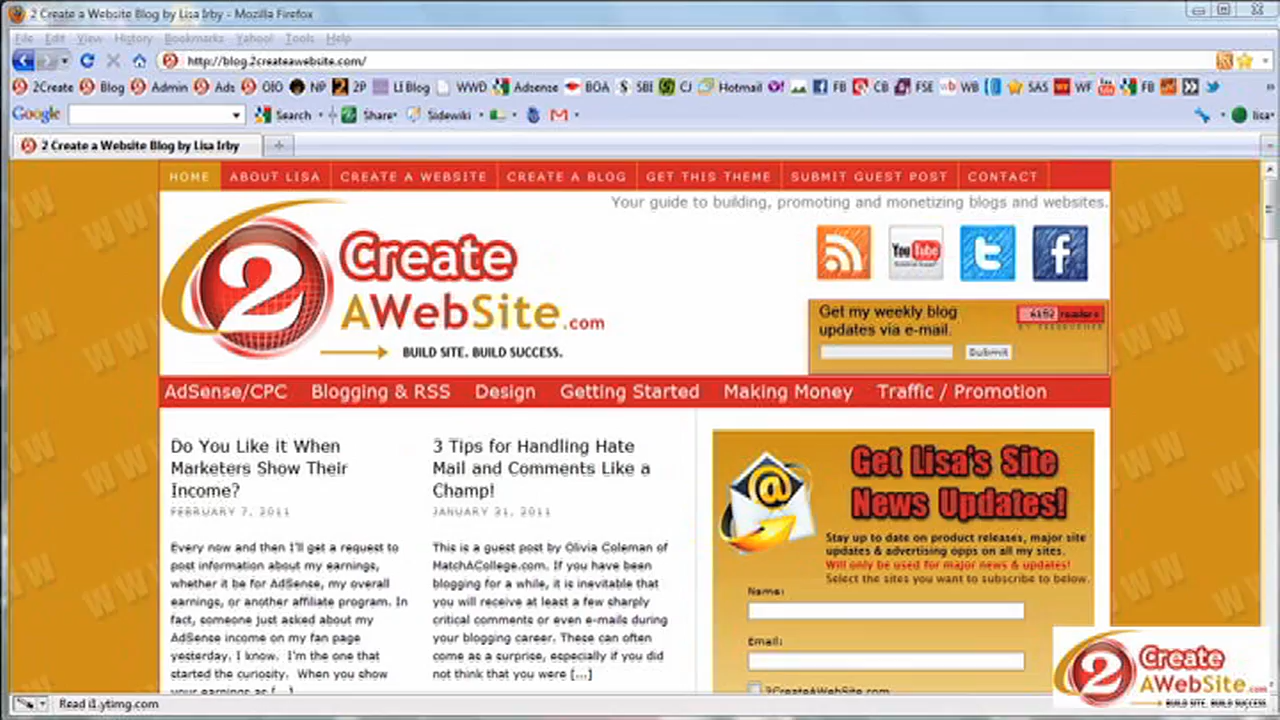 2 Create a Website Blog by Lisa Irby - Mozilla Firefox
File Edit View History Bookmarks Yahoo! Tools Help
http://blog.2createawebsite.com/
2Create Blog Admin Ads OIO NP 2P LE Blog WWD Adsense BOA SBI CJ Hotmail FB CB FSE WB SAS WF FB
Google Search Share Sidewiki lisa
2 Create a Website Blog by Lisa Irby
HOME ABOUT LISA CREATE A WEBSITE CREATE A BLOG GET THIS THEME SUBMIT GUEST POST CONTACT
Your guide to building, promoting and monetizing blogs and websites.
2 Create
AWebSite.com
BUILD SITE. BUILD SUCCESS.
You Tube
Get my weekly blog
updates via e-mail.
readers
Submit
AdSense/CPC Blogging & RSS Design Getting Started Making Money Traffic / Promotion
Do You Like it When
Marketers Show Their
Income?
FEBRUARY 7, 2011
Every now and then I'll get a request to
post information about my earnings,
whether it be for AdSense, my overall
earnings, or another affiliate program. In
fact, someone just asked about my
AdSense income on my fan page
yesterday. I know. I'm the one that
started the curiosity. When you show
your earnings as [...]
3 Tips for Handling Hate
Mail and Comments Like a
Champ!
JANUARY 31, 2011
This is a guest post by Olivia Coleman of
MatchACollege.com. If you have been
blogging for a while, it is inevitable that
you will receive at least a few sharply
critical comments or even e-mails during
your blogging career. These can often
come as a surprise, especially if you did
not think that you were [...]
Get Lisa's Site
News Updates!
Stay up to date on product releases, major site
updates & advertising opps on all my sites.
Will only be used for major news & updates!
Select the sites you want to subscribe to below.
Name:
Email:
2CreateAWebSite.com
2 Create
AWebSite.com
BUILD SITE. BUILD SUCCESS.
Read i1.ytimg.com